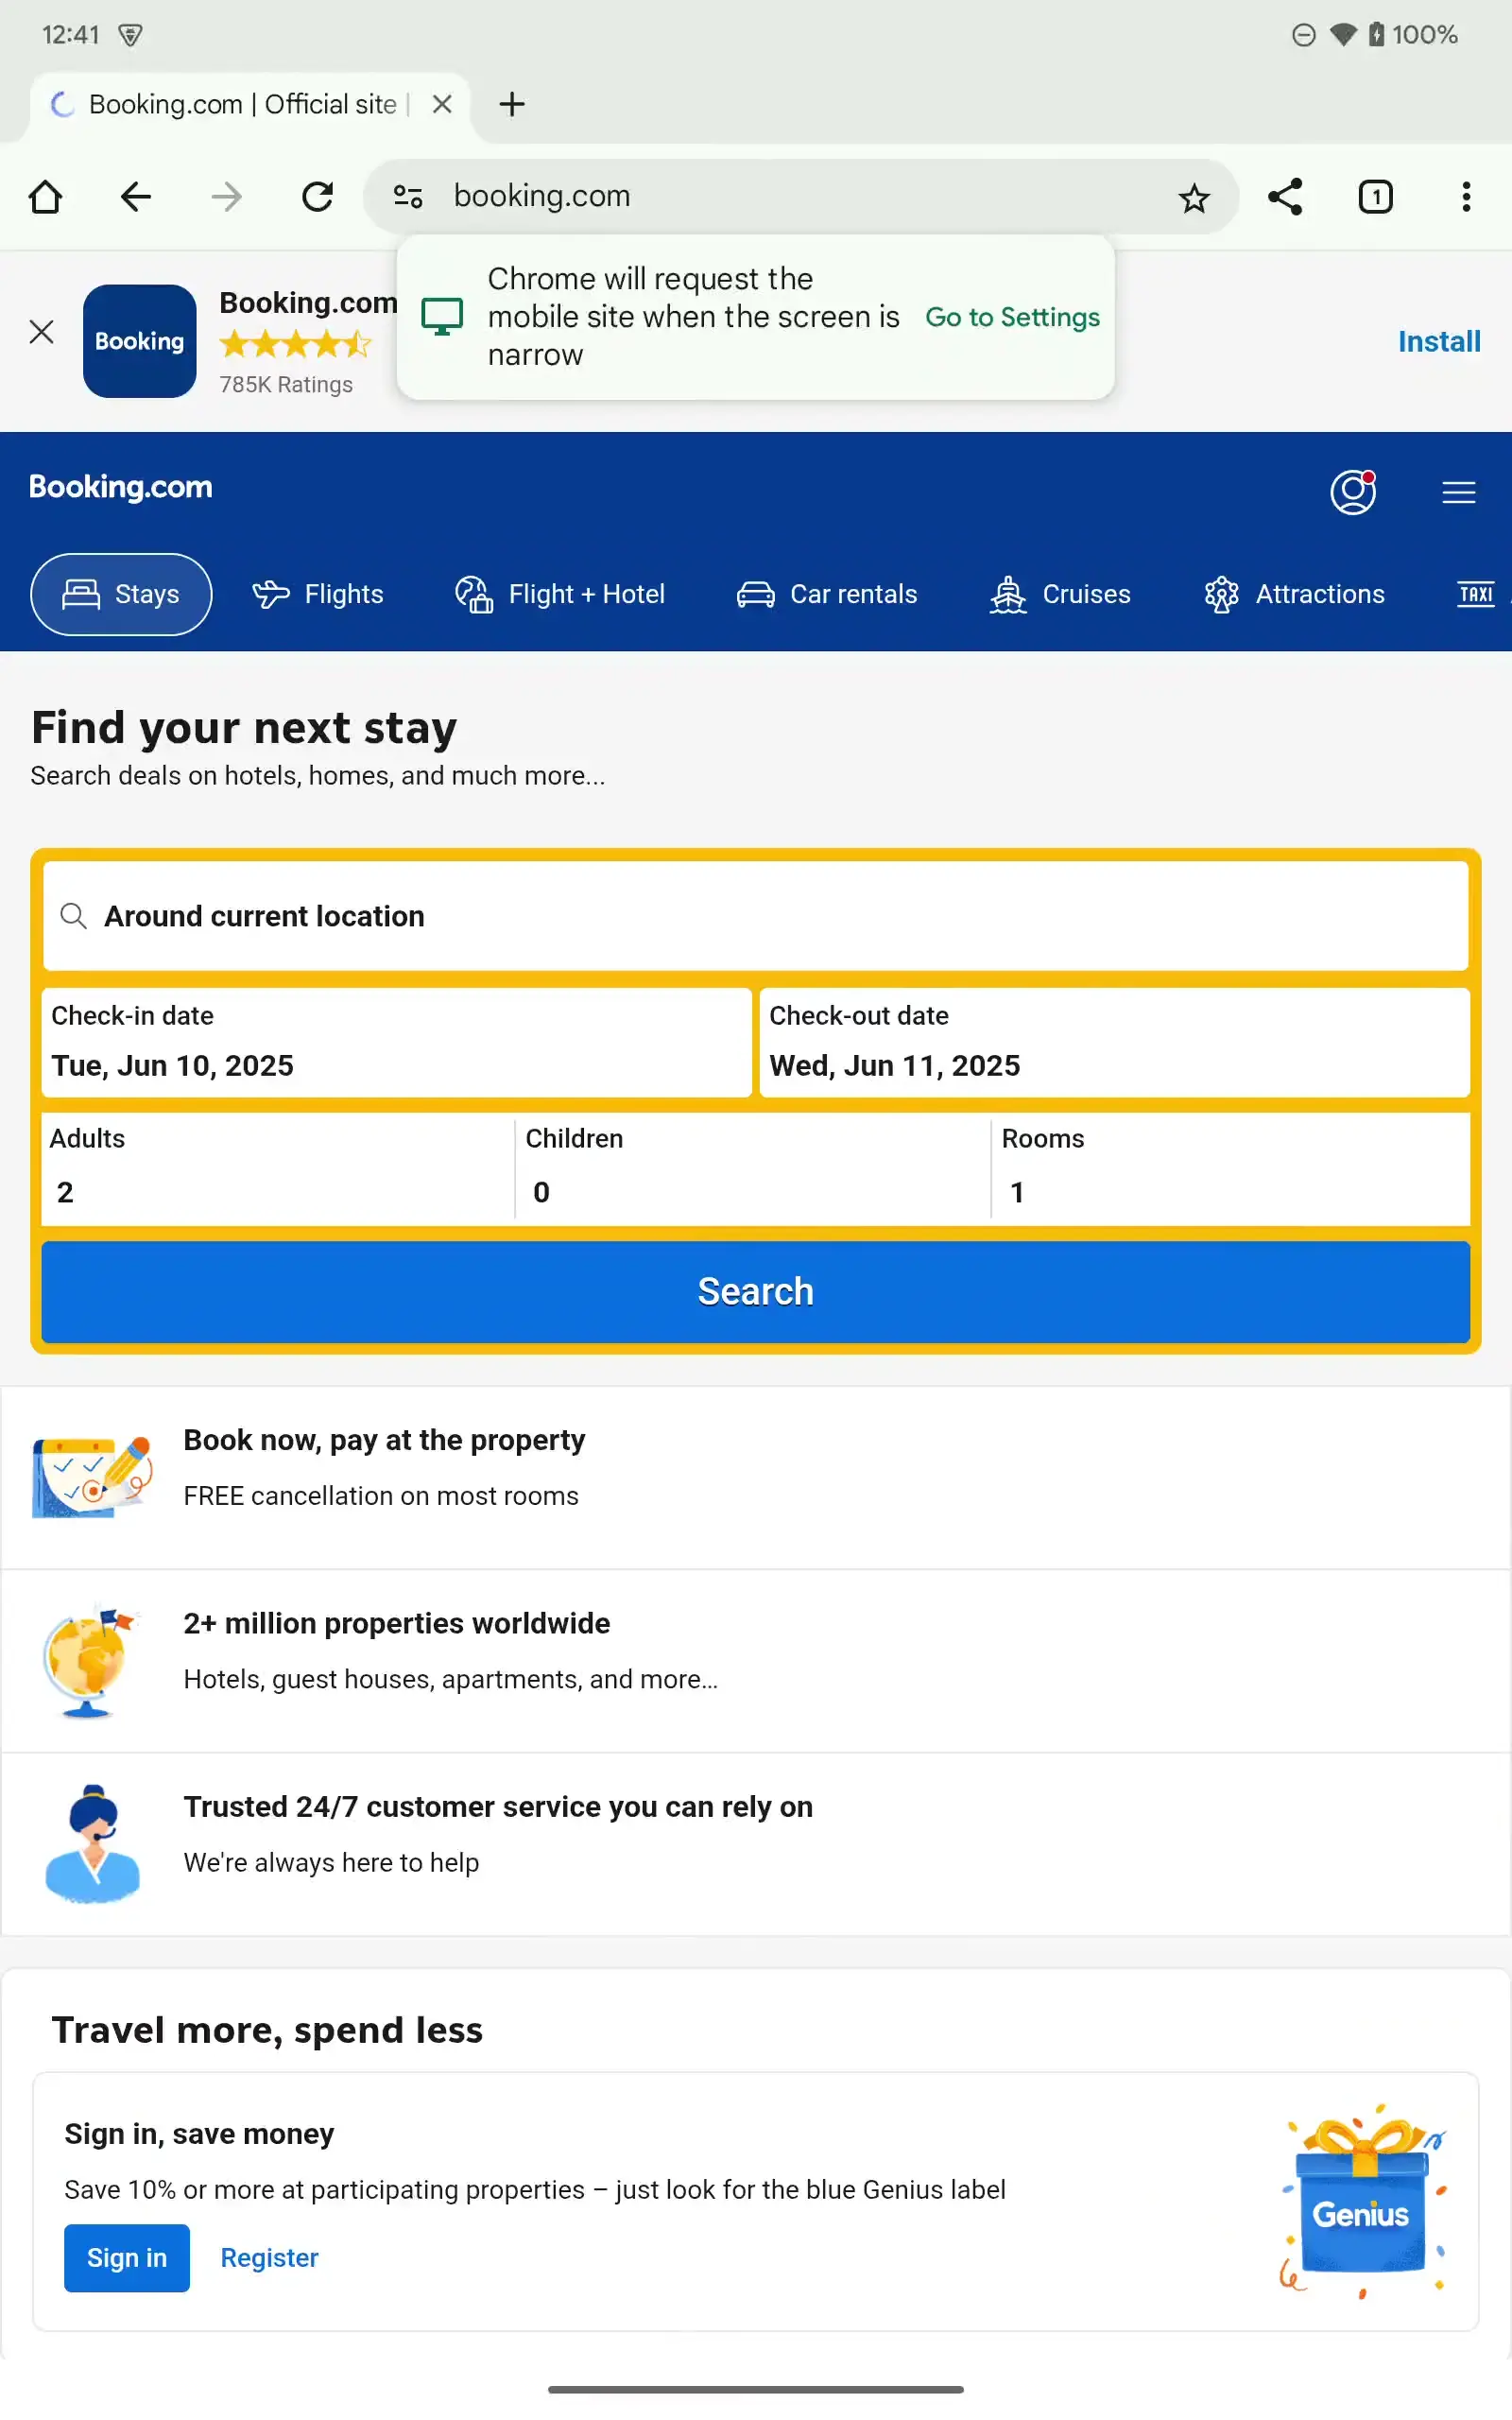 12:41
100%
Booking.com | Official site |
booking.com
1
Chrome will request the
mobile site when the screen is
narrow
Go to Settings
Booking
Booking.com
785K Ratings
Install
Booking.com
Stays
Flights
Flight + Hotel
Car rentals
Cruises
Attractions
TAXI
Find your next stay
Search deals on hotels, homes, and much more...
Around current location
Check-in date
Tue, Jun 10, 2025
Check-out date
Wed, Jun 11, 2025
Adults
2
Children
0
Rooms
1
Search
Book now, pay at the property
FREE cancellation on most rooms
2+ million properties worldwide
Hotels, guest houses, apartments, and more…
Trusted 24/7 customer service you can rely on
We're always here to help
Travel more, spend less
Sign in, save money
Save 10% or more at participating properties – just look for the blue Genius label
Sign in
Register
Genius